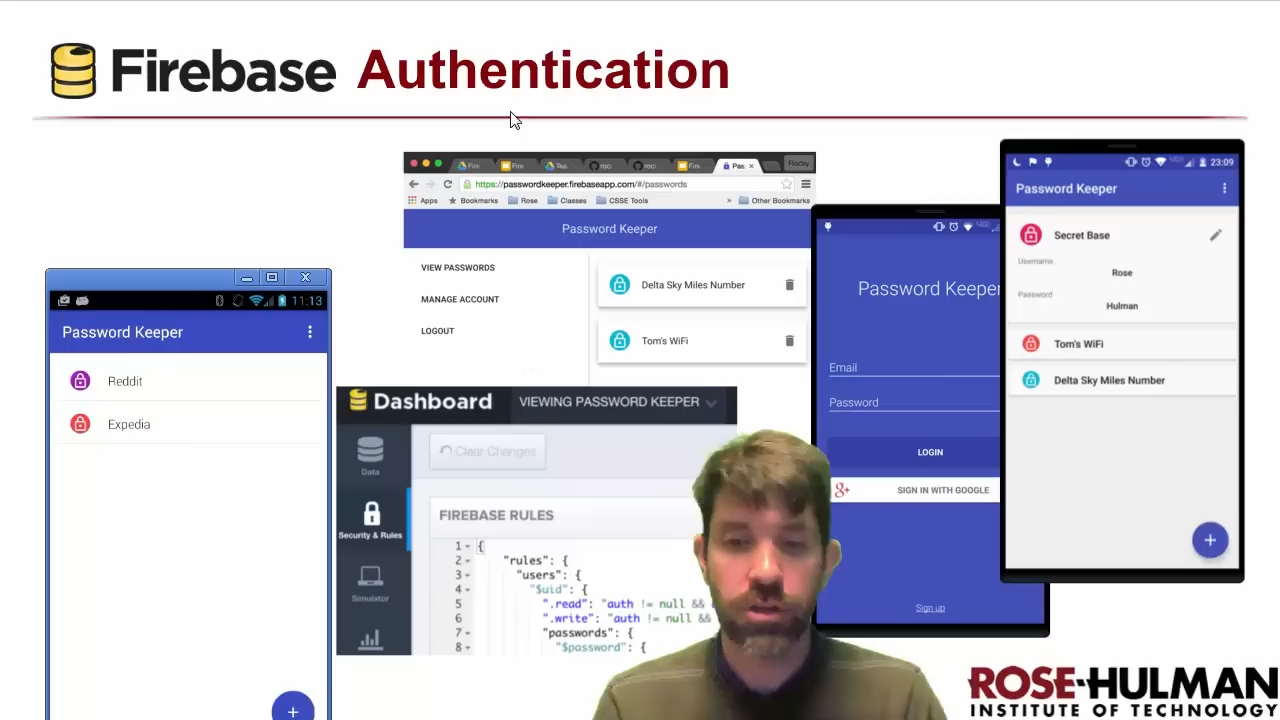 Firebase Authentication
11:13
Password Keeper
Reddit
Expedia
+
Rocky
https://passwordkeeper.firebaseapp.com/#/passwords
Apps Bookmarks Rose Classes CSSE Tools » Other Bookmarks
Password Keeper
VIEW PASSWORDS
MANAGE ACCOUNT
LOGOUT
Delta Sky Miles Number
Tom's WiFi
Dashboard VIEWING PASSWORD KEEPER
Data
Security & Rules
Simulator
Clear Changes
FIREBASE RULES
1 {
2 "rules": {
3 "users": {
4 "$uid": {
5 ".read": "auth != null &&
6 ".write": "auth != null &&
7 "passwords": {
8 "$password": {
Password Keeper
Email
Password
LOGIN
g+ SIGN IN WITH GOOGLE
Sign up
23:09
Password Keeper
Secret Base
Username
Rose
Password
Hulman
Tom's WiFi
Delta Sky Miles Number
+
ROSE-HULMAN
INSTITUTE OF TECHNOLOGY